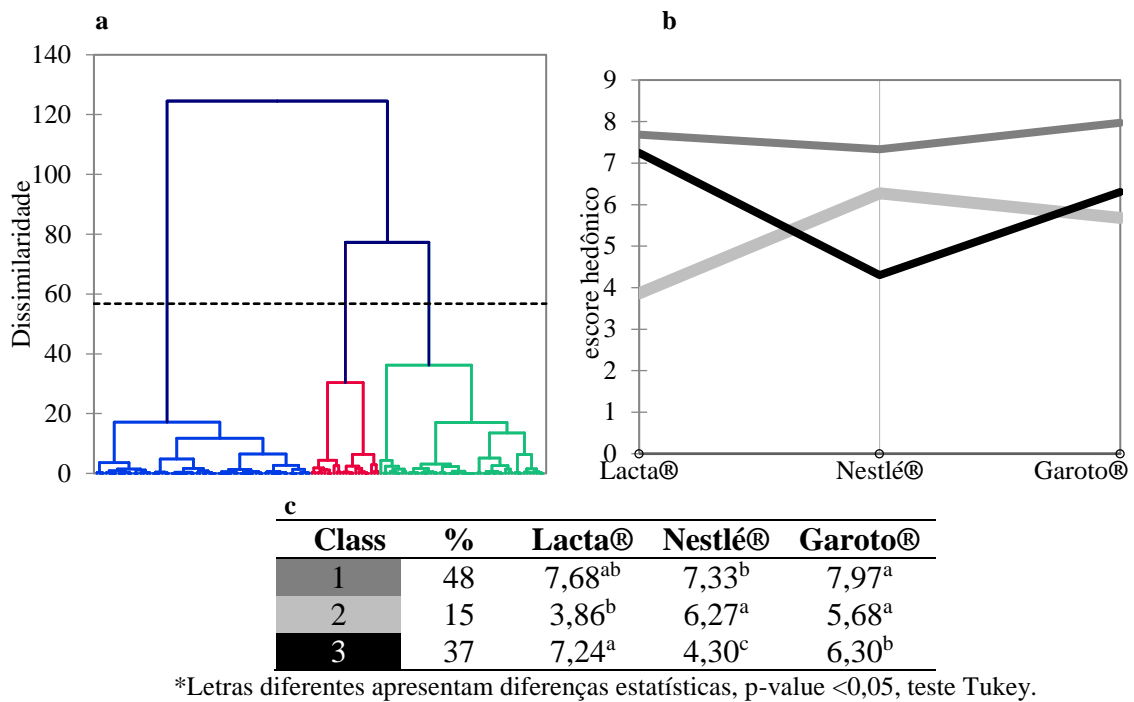 a
140
120
100
80
60
40
20
0
Dissimilaridade
b
9
8
7
6
5
4
3
2
1
0
escore hedônico
Lacta® Nestlé® Garoto®
c
Class % Lacta® Nestlé® Garoto®
1 48 7,68ab 7,33b 7,97a
2 15 3,86b 6,27a 5,68a
3 37 7,24a 4,30c 6,30b
*Letras diferentes apresentam diferenças estatísticas, p-value <0,05, teste Tukey.